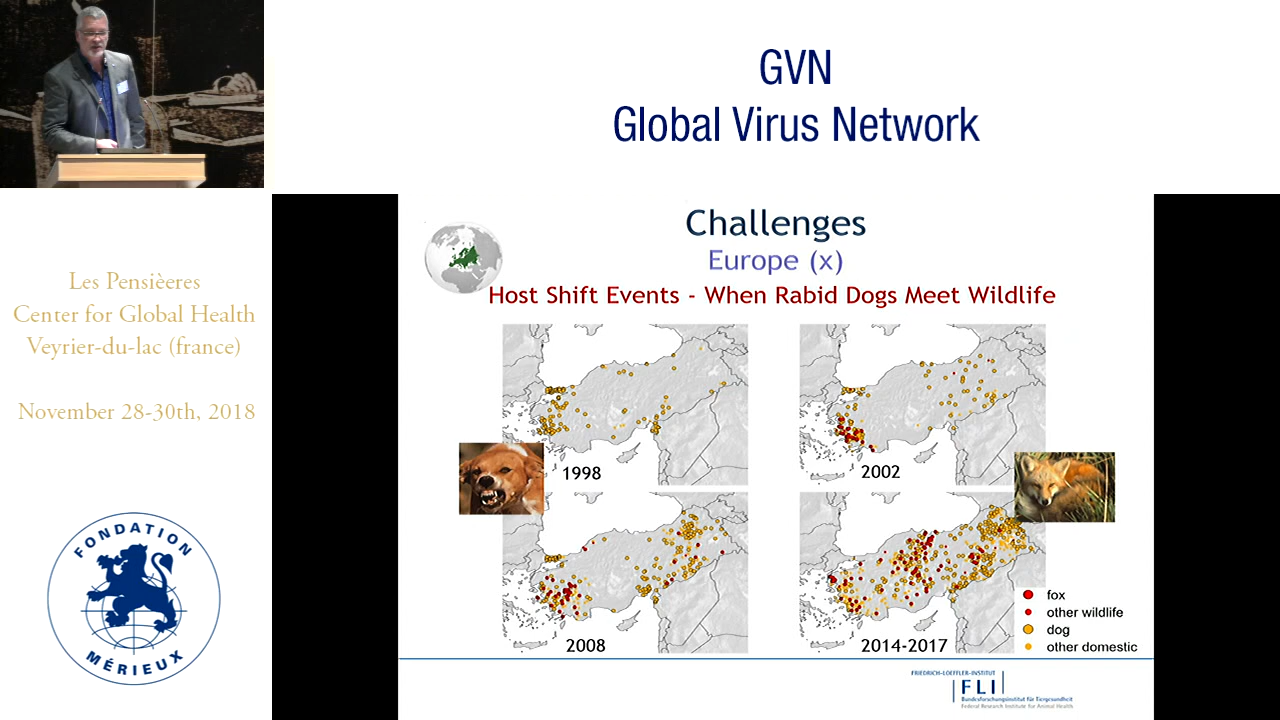 GVN
Global Virus Network
Les Pensièeres
Center for Global Health
Veyrier-du-lac (france)
November 28-30th, 2018
FONDATION
MÉRIEUX
Challenges
Europe (x)
Host Shift Events - When Rabid Dogs Meet Wildlife
1998
2002
2008
2014-2017
fox
other wildlife
dog
other domestic
FRIEDRICH-LOEFFLER-INSTITUT
FLI
Bundesforschungsinstitut für Tiergesundheit
Federal Research Institute for Animal Health